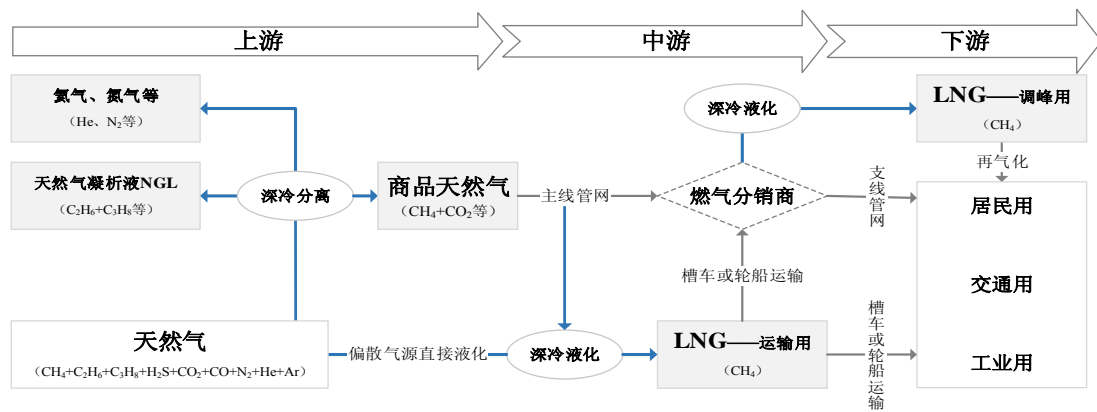 上游
中游
下游
氦气、氮气等
（He、N₂等）
深冷液化
LNG——调峰用
（CH₄）
再气化
天然气凝析液NGL
（C₂H₆+C₃H₈等）
深冷分离
商品天然气
（CH₄+CO₂等）
主线管网
燃气分销商
支线管网
居民用
交通用
工业用
槽车或轮船运输
天然气
（CH₄+C₂H₆+C₃H₈+H₂S+CO₂+CO+N₂+He+Ar）
偏散气源直接液化
深冷液化
LNG——运输用
（CH₄）
槽车或轮船运输